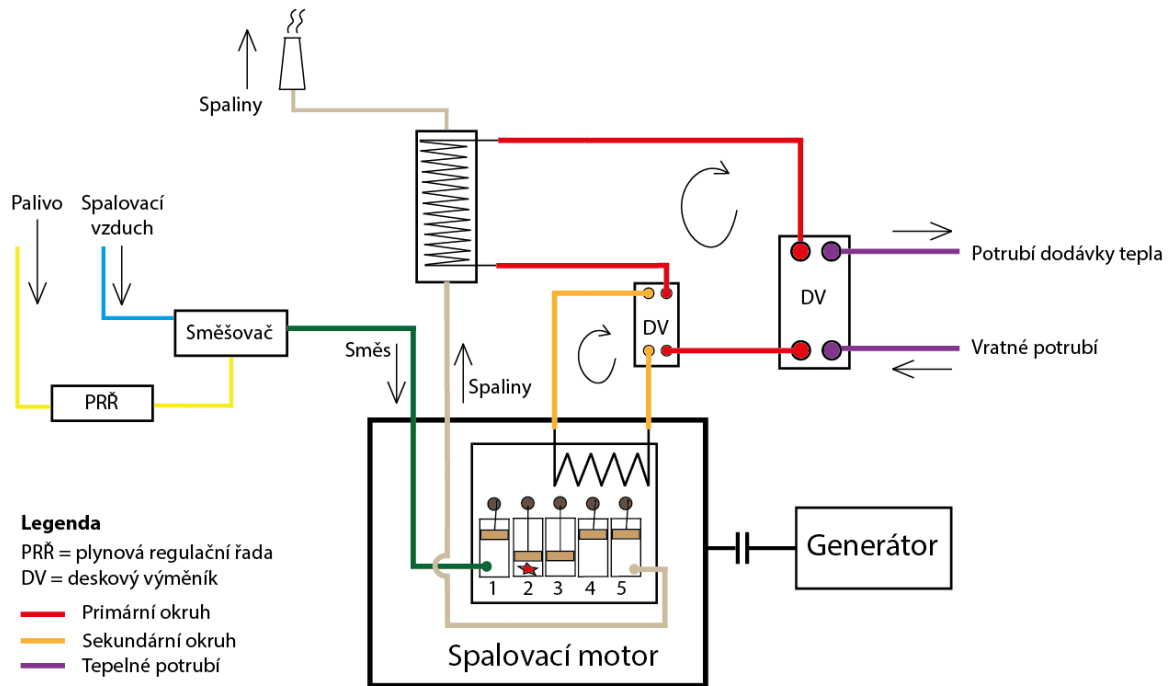 Spaliny
Palivo
Spalovací
vzduch
Směšovač
PRŘ
Směs
Spaliny
DV
DV
Potrubí dodávky tepla
Vratné potrubí
1 2 3 4 5
Spalovací motor
Generátor
Legenda
PRŘ = plynová regulační řada
DV = deskový výměník
Primární okruh
Sekundární okruh
Tepelné potrubí